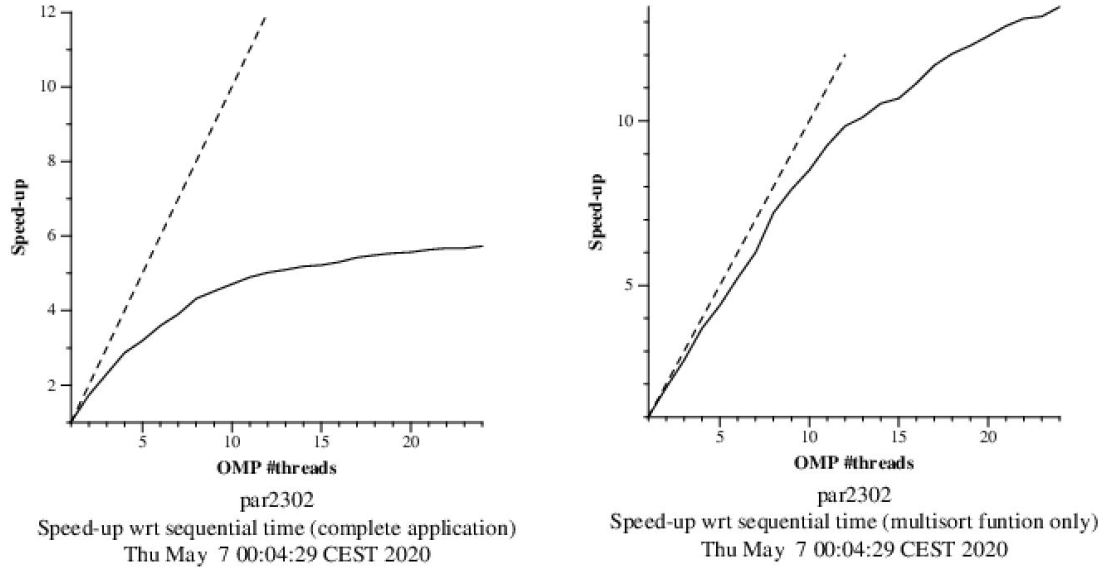 12
10
8
6
4
2
Speed-up
5 10 15 20
OMP #threads
par2302
Speed-up wrt sequential time (complete application)
Thu May 7 00:04:29 CEST 2020
10
5
Speed-up
5 10 15 20
OMP #threads
par2302
Speed-up wrt sequential time (multisort funtion only)
Thu May 7 00:04:29 CEST 2020